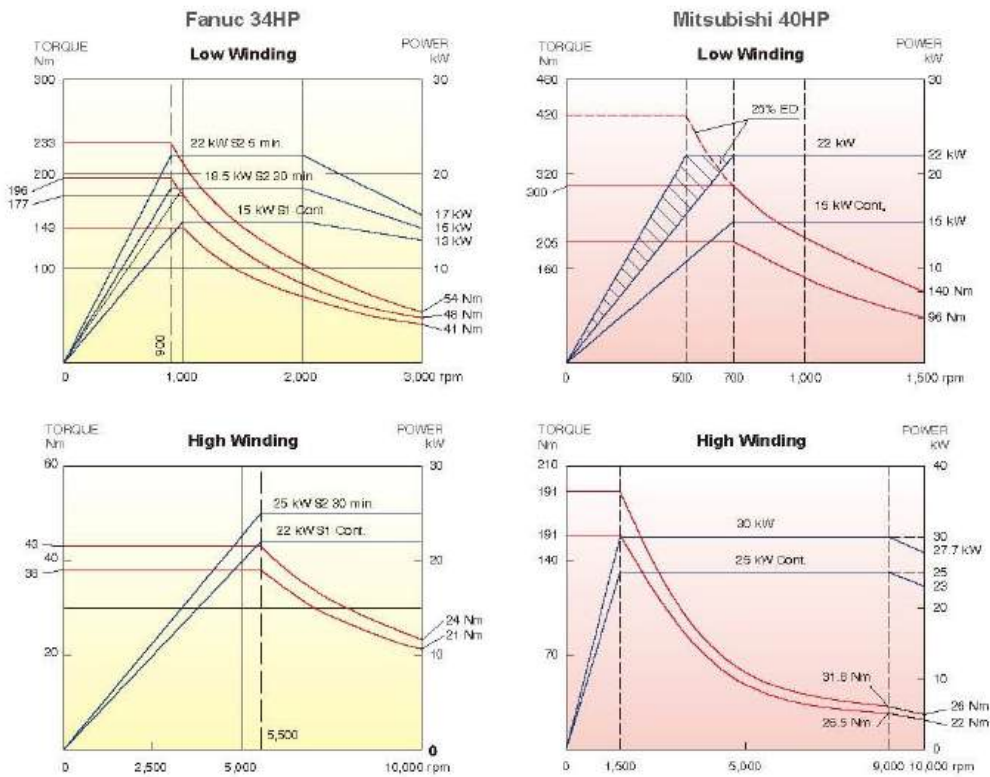 Fanuc 34HP
Mitsubishi 40HP
TORQUE
Nm
Low Winding
POWER
kW
300
233
200
196
177
143
100
30
20
10
22 kW S2 5 min
18.5 kW S2 30 min
15 kW S1 Cont.
17 kW
15 kW
13 kW
54 Nm
48 Nm
41 Nm
900
0
1,000
2,000
3,000 rpm
TORQUE
Nm
Low Winding
POWER
kW
480
420
320
300
205
160
30
20
10
25% ED
22 kW
22 kW
15 kW Cont.
15 kW
140 Nm
96 Nm
0
500
700
1,000
1,500 rpm
TORQUE
Nm
High Winding
POWER
kW
60
43
40
38
20
30
20
10
0
25 kW S2 30 min
22 kW S1 Cont.
24 Nm
21 Nm
5,500
0
2,500
5,000
10,000 rpm
TORQUE
Nm
High Winding
POWER
kW
210
191
191
140
70
40
30
27.7 kW
25
23
20
10
0
30 kW
25 kW Cont.
31.8 Nm
26.5 Nm
26 Nm
22 Nm
0
1,500
5,000
9,000
10,000 rpm